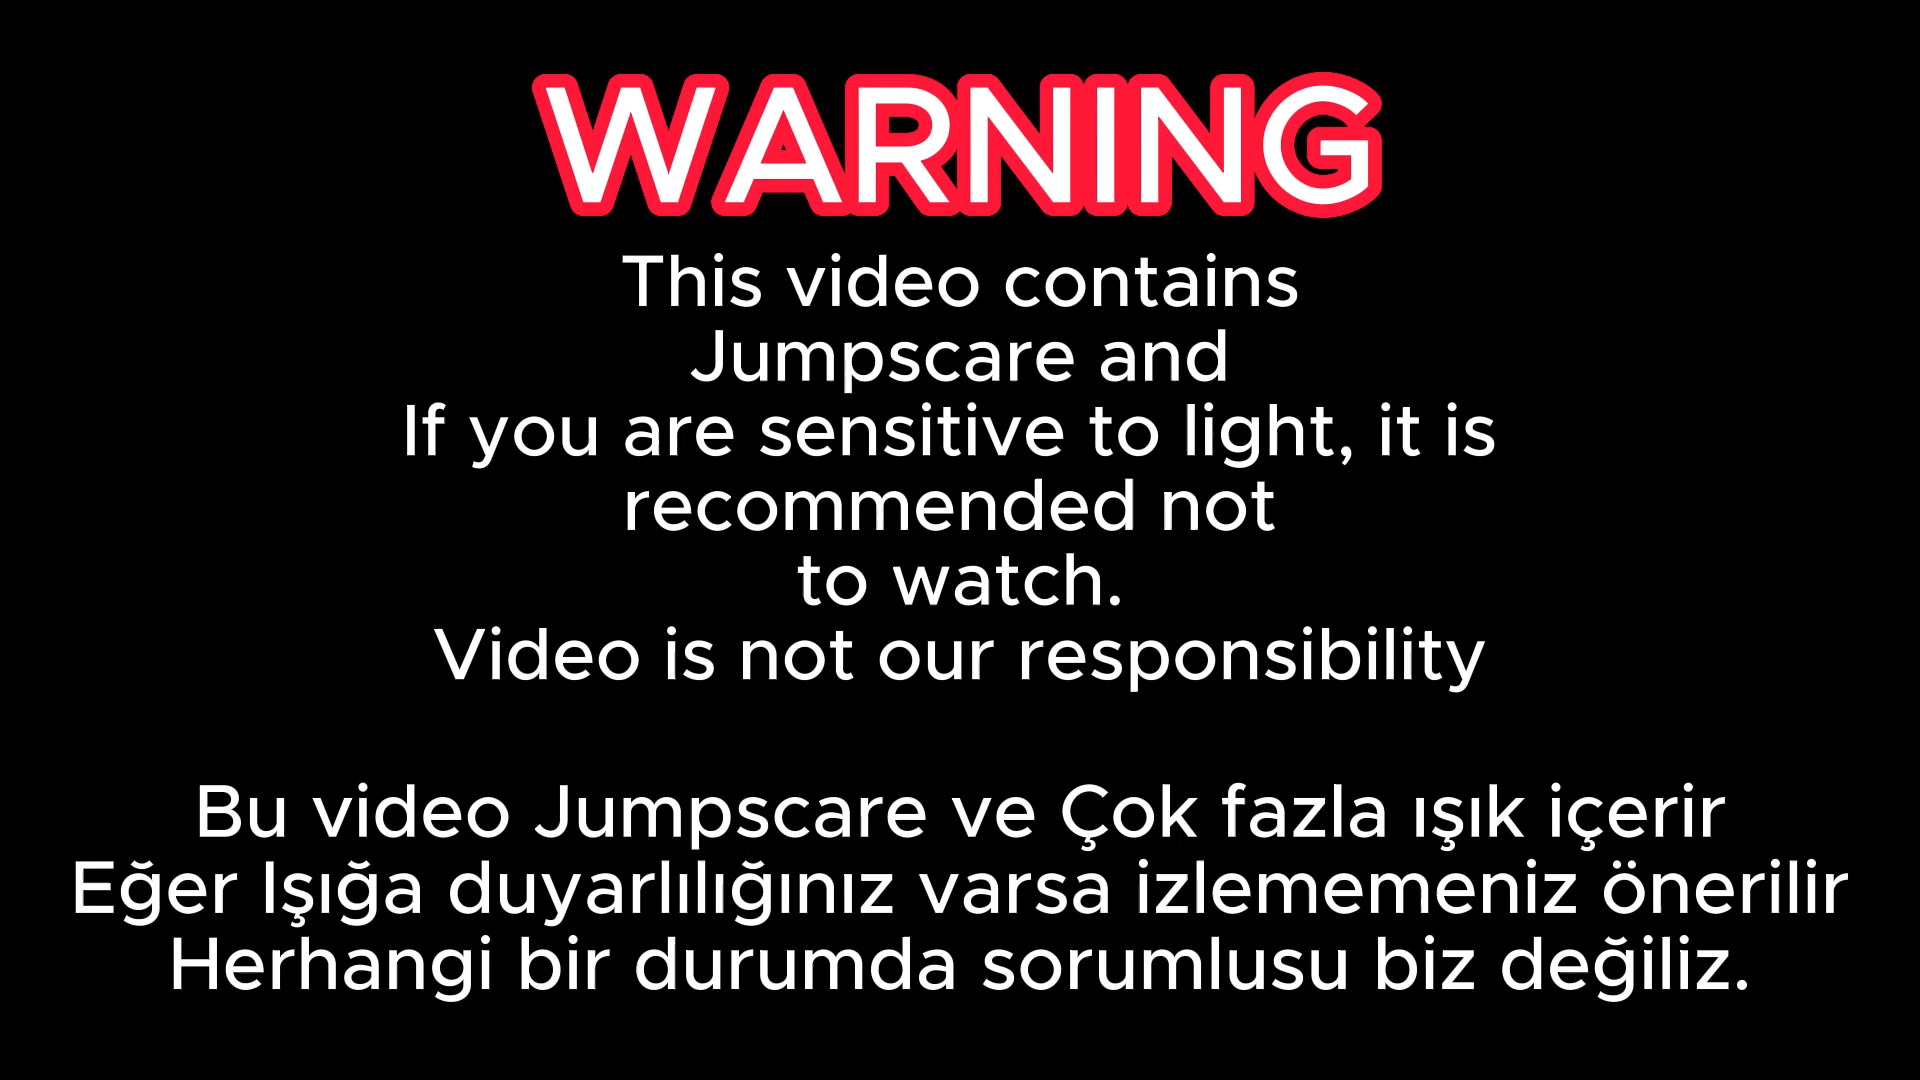 WARNING
This video contains
Jumpscare and
If you are sensitive to light, it is
recommended not
to watch.
Video is not our responsibility
Bu video Jumpscare ve Çok fazla ışık içerir
Eğer Işığa duyarlılığınız varsa izlememeniz önerilir
Herhangi bir durumda sorumlusu biz değiliz.